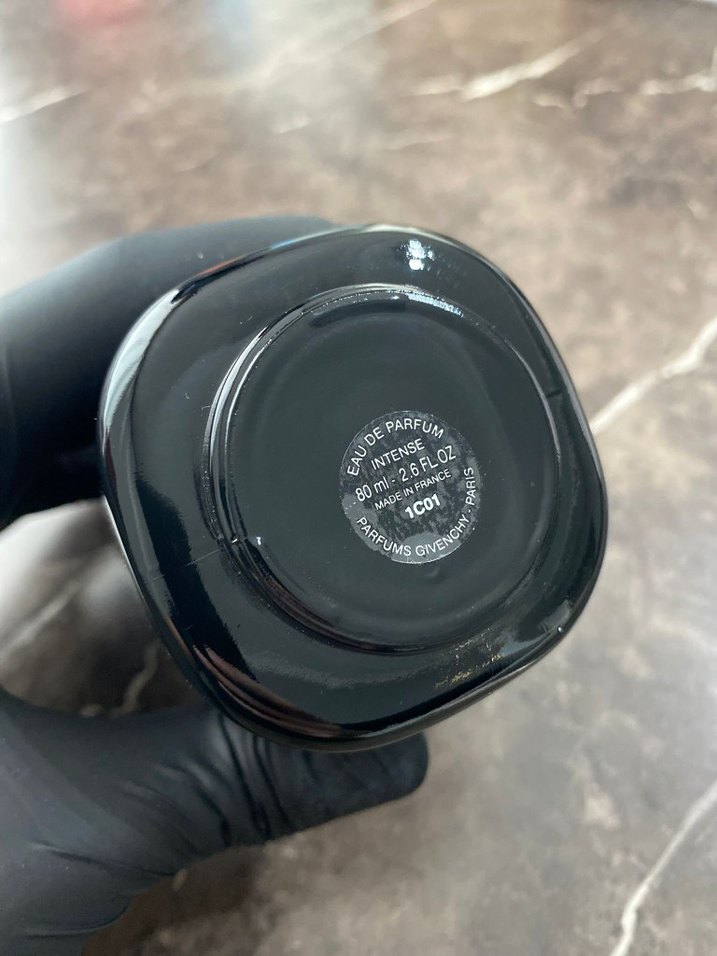 EAU DE PARFUM
INTENSE
80 ml - 2.6 FL.OZ
MADE IN FRANCE
1C01
PARFUMS GIVENCHY - PARIS